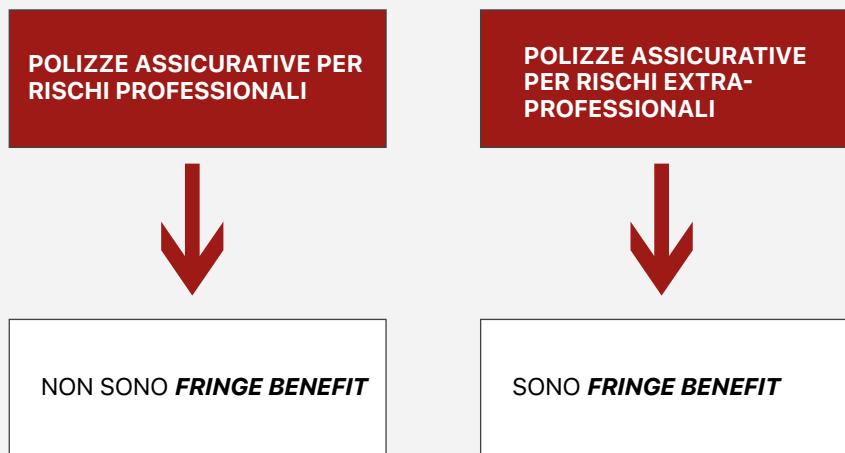 POLIZZE ASSICURATIVE PER
RISCHI PROFESSIONALI
POLIZZE ASSICURATIVE
PER RISCHI EXTRA-
PROFESSIONALI
NON SONO FRINGE BENEFIT
SONO FRINGE BENEFIT